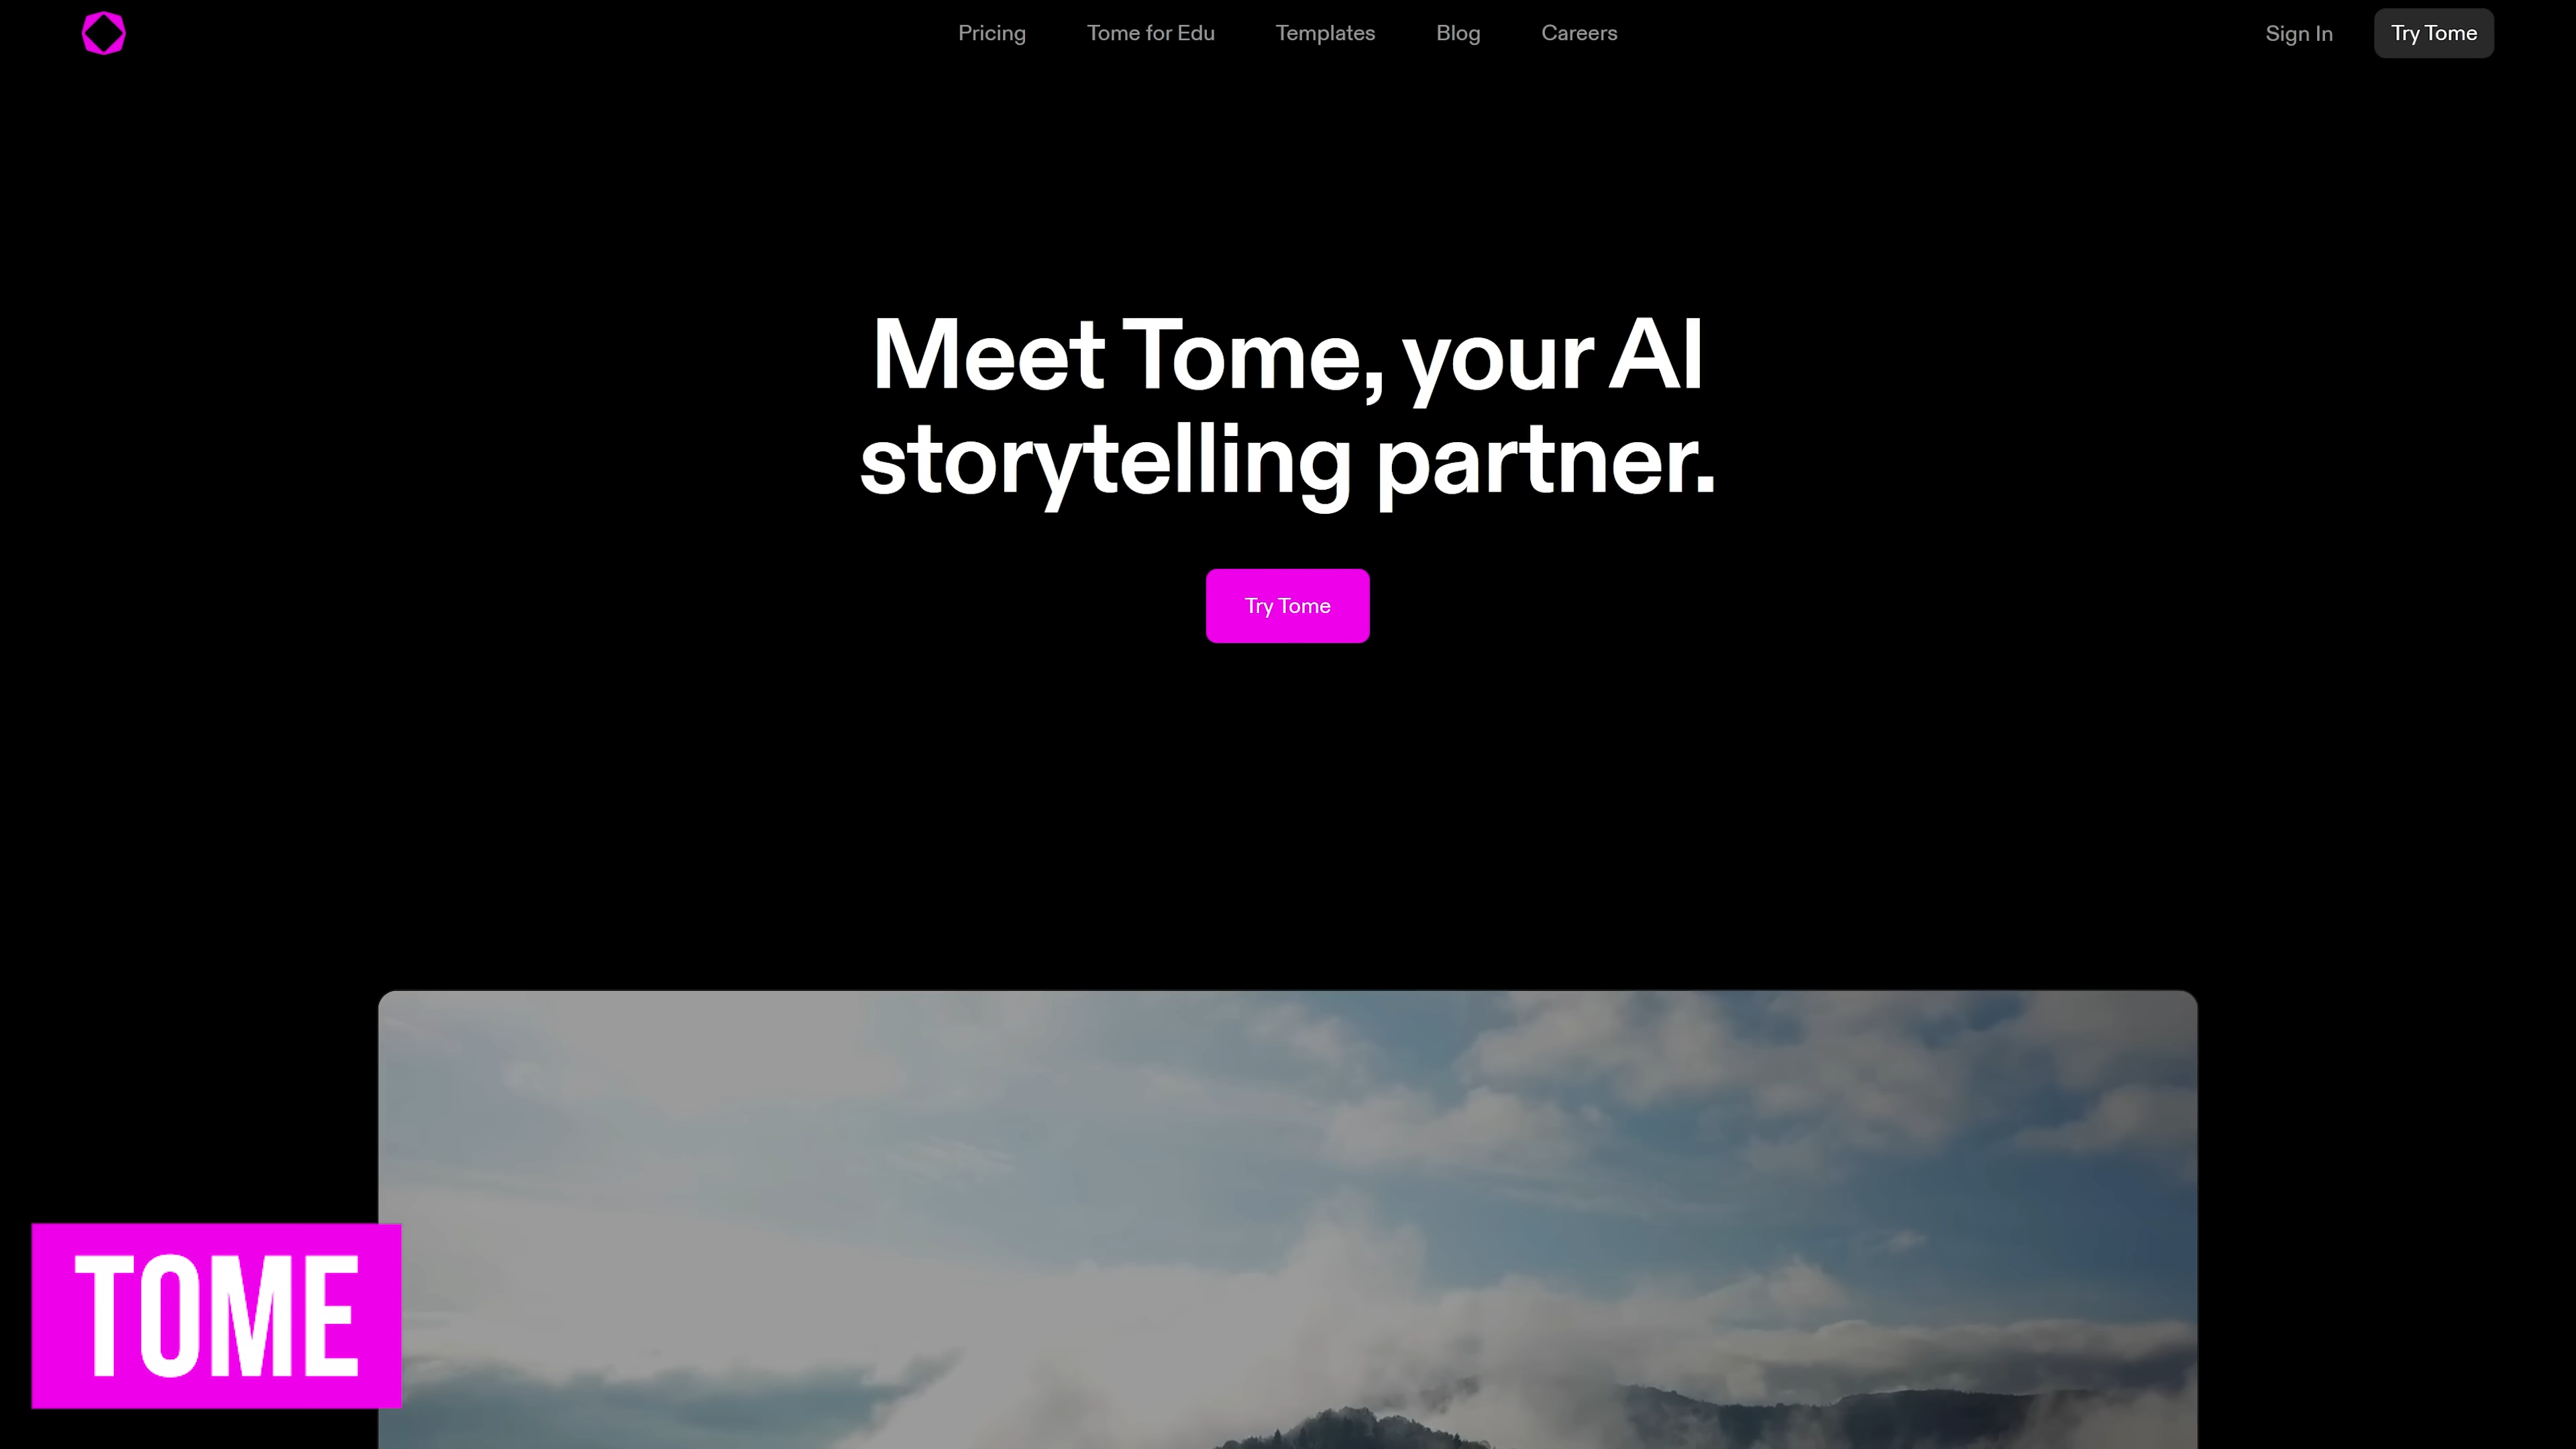 Pricing
Tome for Edu
Templates
Blog
Careers
Sign In
Try Tome
Meet Tome, your AI
storytelling partner.
Try Tome
TOME